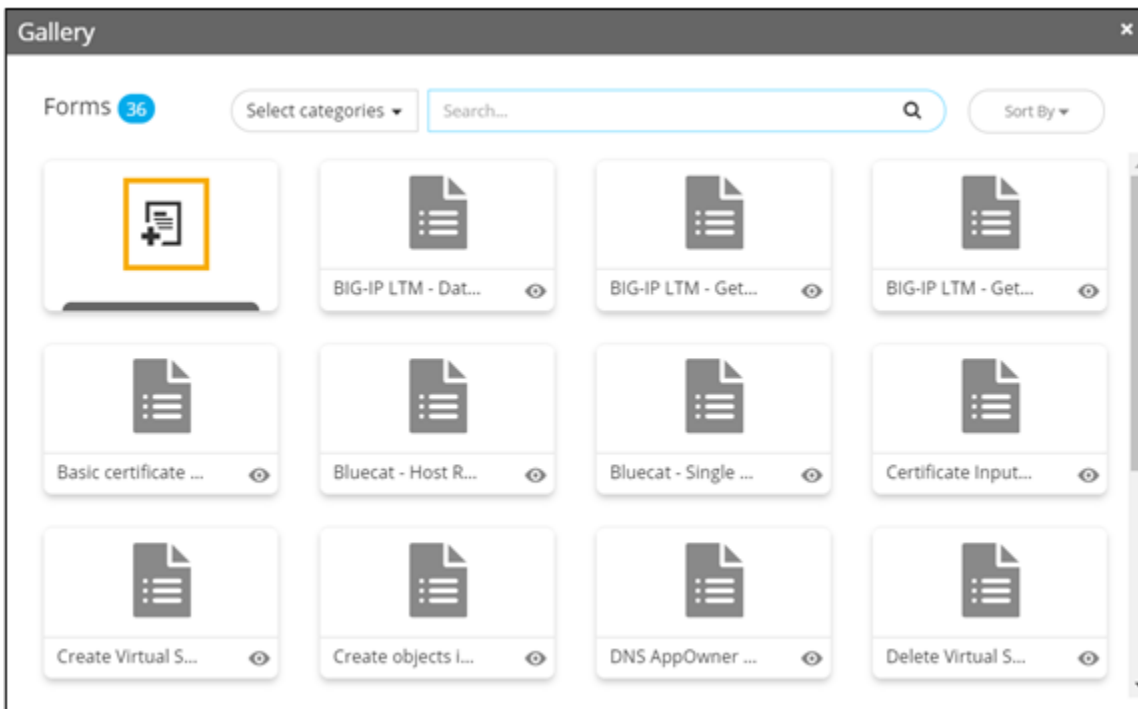 Gallery
Forms 36 Select categories Search... Sort By
BIG-IP LTM - Dat... BIG-IP LTM - Get... BIG-IP LTM - Get...
Basic certificate ... Bluecat - Host R... Bluecat - Single ... Certificate Input...
Create Virtual S... Create objects i... DNS AppOwner ... Delete Virtual S...